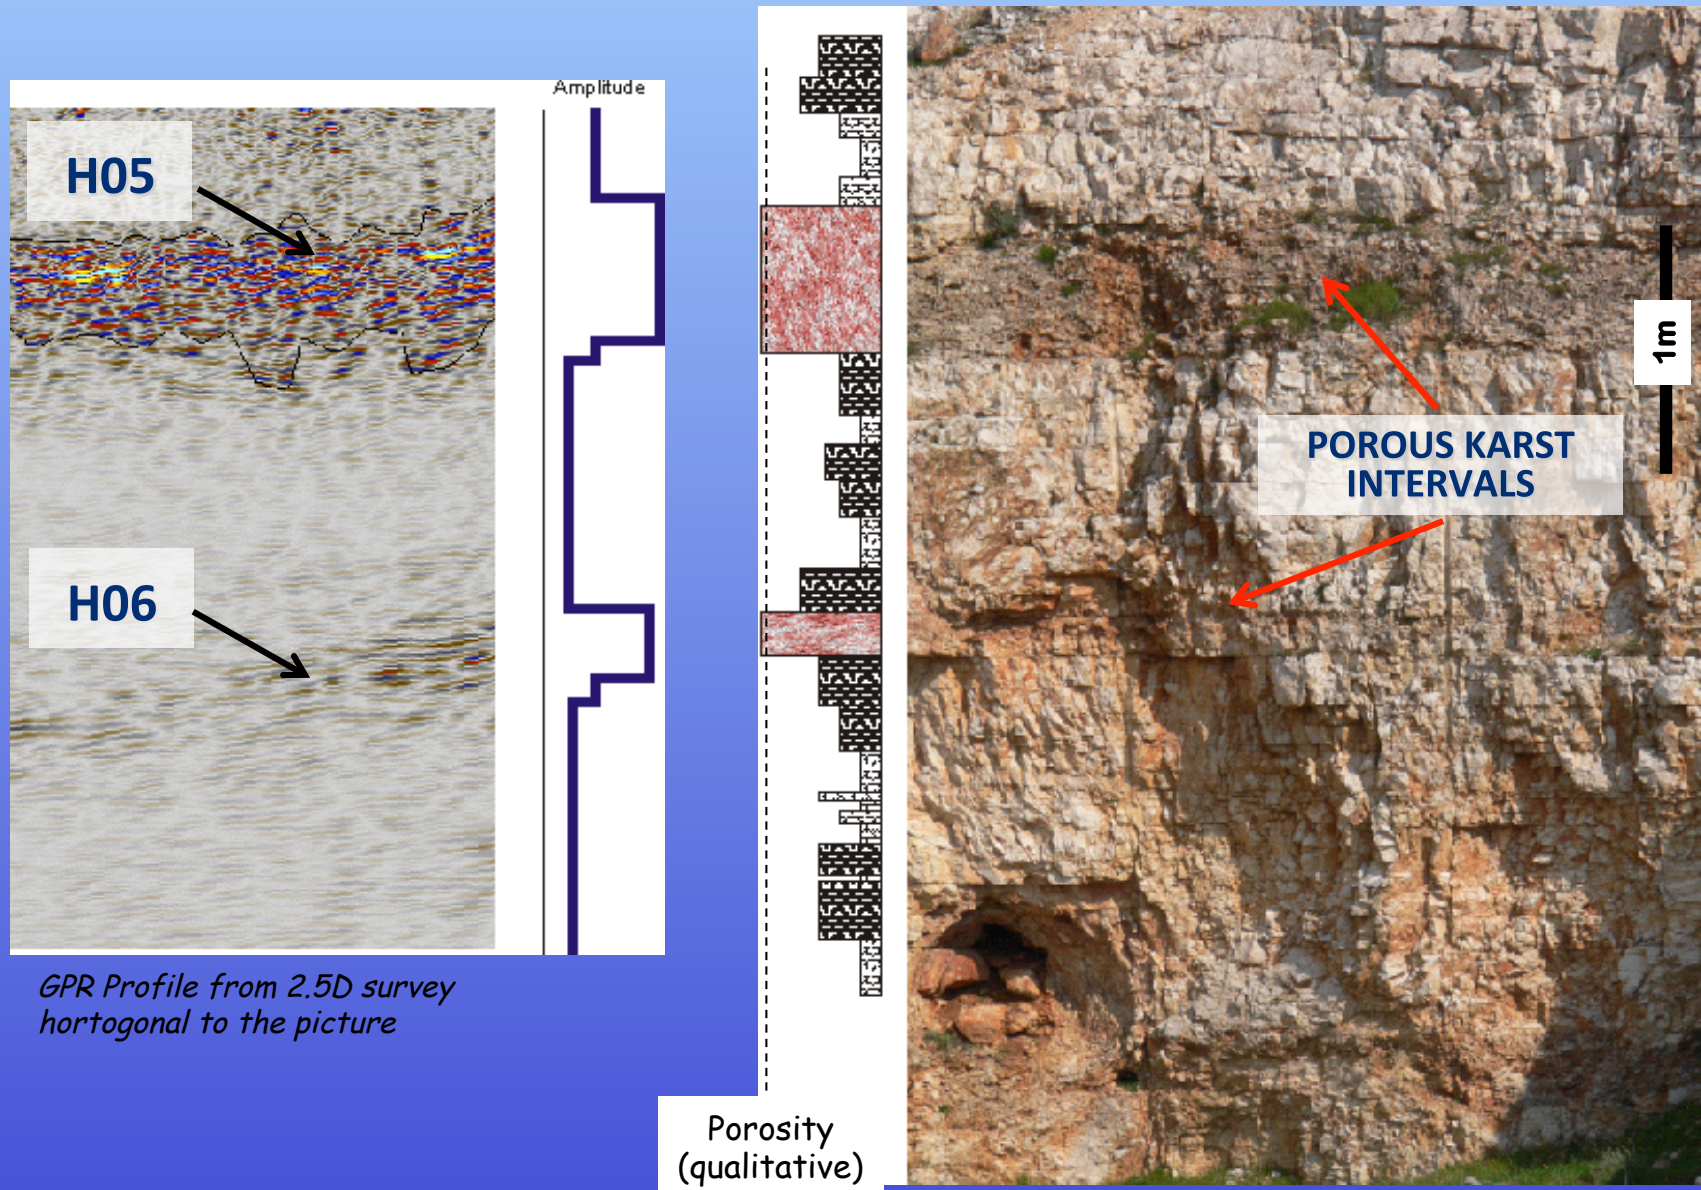 Amplitude
H05
H06
GPR Profile from 2.5D survey
hortogonal to the picture
POROUS KARST
INTERVALS
1m
Porosity
(qualitative)